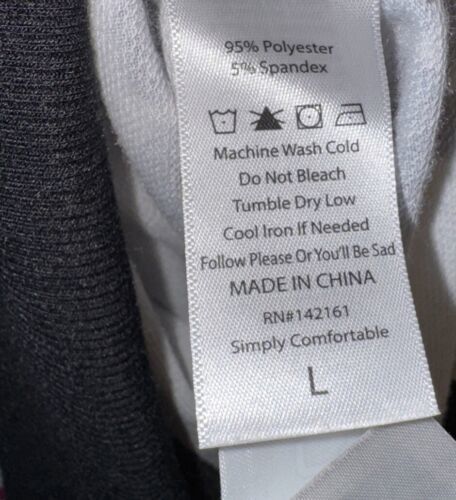 95% Polyester
5% Spandex
Machine Wash Cold
Do Not Bleach
Tumble Dry Low
Cool Iron If Needed
Follow Please Or You'll Be Sad
MADE IN CHINA
RN#142161
Simply Comfortable
L